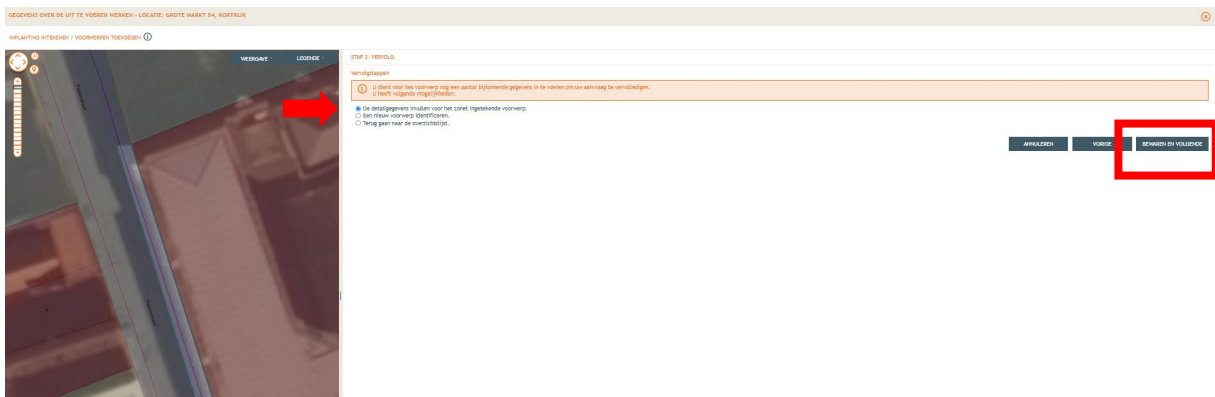 GEGEVENS OVER DE UIT TE VOEREN WERKEN - LOCATIE: GROTE MARKT 54, KORTRIJK
INPLANTING INTEKENEN / VOORWERPEN TOEVOEGEN
WEERGAVE
LEGENDE
STAP 3: VERVOLG
Vervolgstappen
U dient voor het voorwerp nog een aantal bijkomende gegevens in te voeren om uw aanvraag te vervolledigen.
U heeft volgende mogelijkheden:
De detailgegevens invullen voor het zonet ingetekende voorwerp.
Een nieuw voorwerp identificeren.
Terug gaan naar de overzichtslijst.
ANNULEREN
VORIGE
BEWAREN EN VOLGENDE